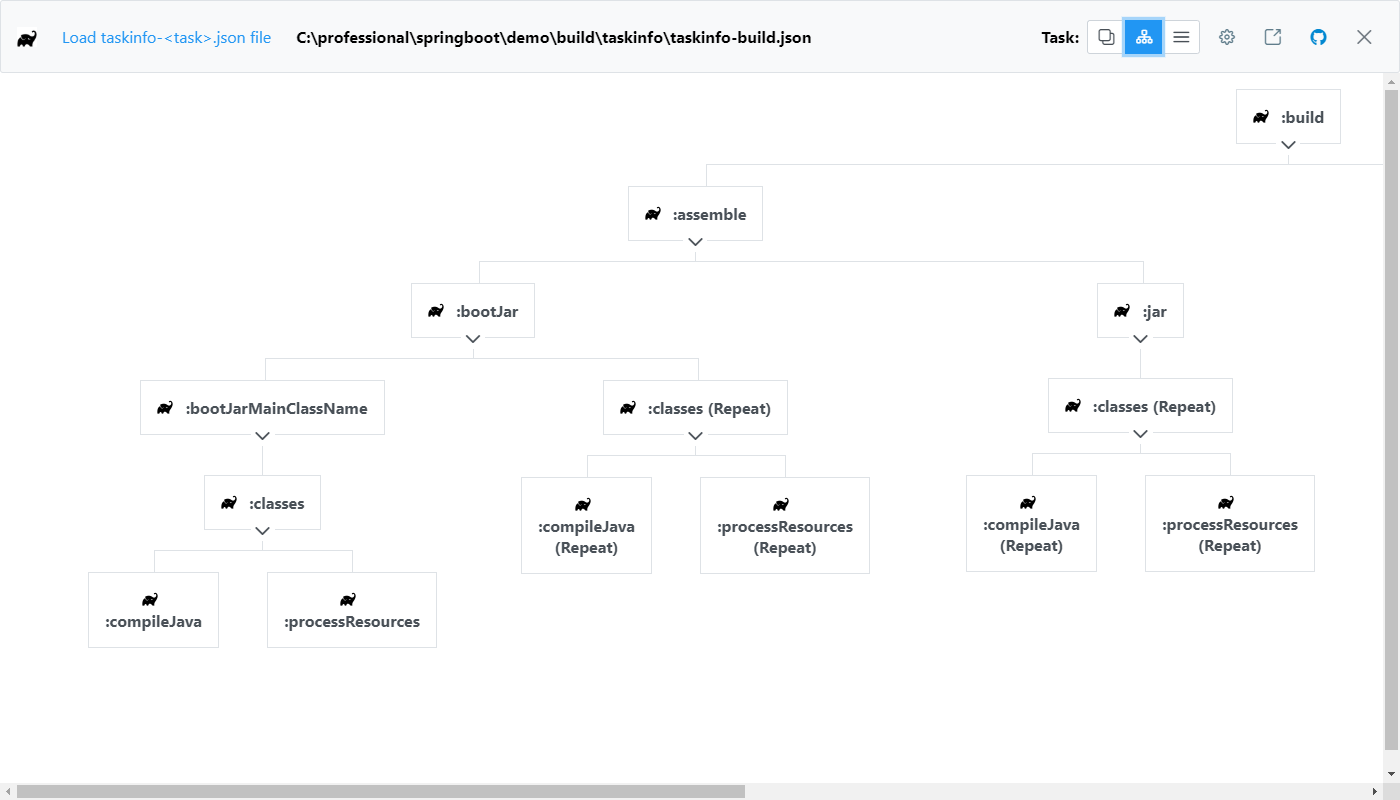 Load taskinfo-<task>.json file C:\professional\springboot\demo\build\taskinfo\taskinfo-build.json Task:
:build
:assemble
:bootJar :jar
:bootJarMainClassName :classes (Repeat) :classes (Repeat)
:classes
:compileJava
(Repeat)
:processResources
(Repeat)
:compileJava
(Repeat)
:processResources
(Repeat)
:compileJava :processResources